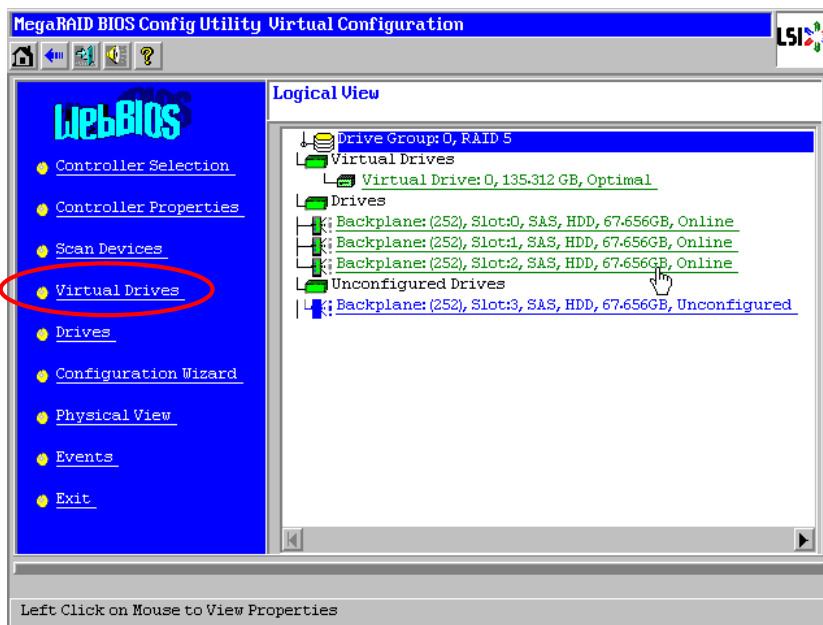 MegaRAID BIOS Config Utility Virtual Configuration
LSI
?
WebBIOS
Controller Selection
Controller Properties
Scan Devices
Virtual Drives
Drives
Configuration Wizard
Physical View
Events
Exit
Logical View
Drive Group: 0, RAID 5
Virtual Drives
Virtual Drive: 0, 135.312 GB, Optimal
Drives
Backplane: (252), Slot:0, SAS, HDD, 67.656GB, Online
Backplane: (252), Slot:1, SAS, HDD, 67.656GB, Online
Backplane: (252), Slot:2, SAS, HDD, 67.656GB, Online
Unconfigured Drives
Backplane: (252), Slot:3, SAS, HDD, 67.656GB, Unconfigured
Left Click on Mouse to View Properties